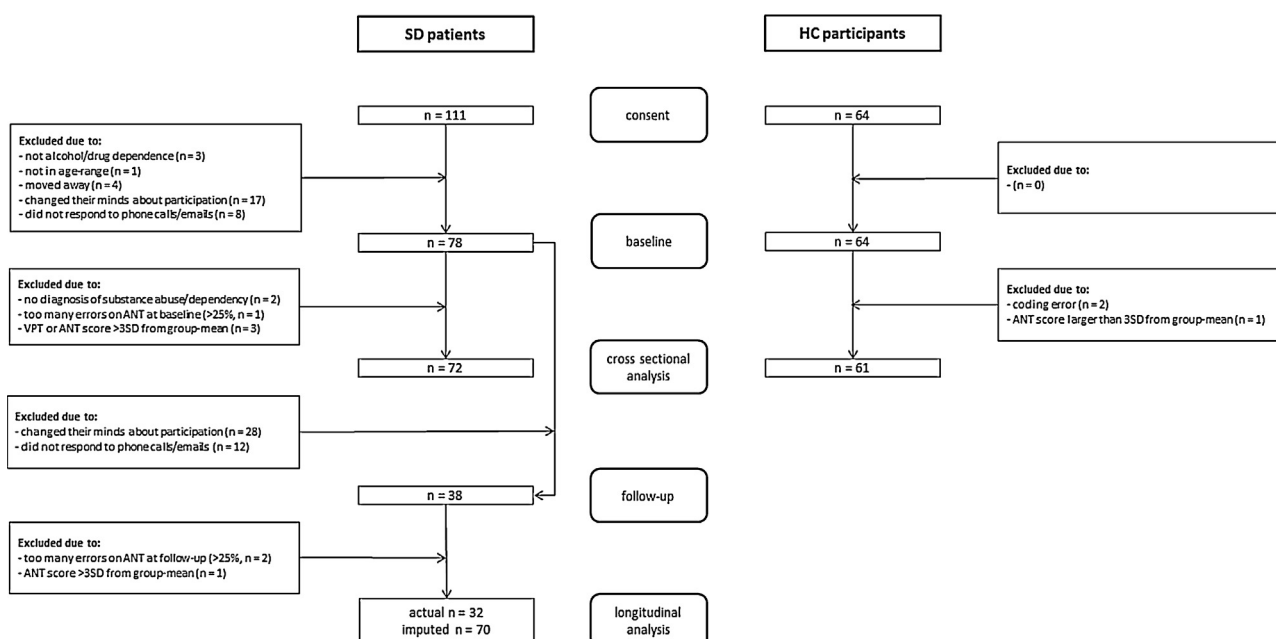 SD patients
HC participants
n = 111
consent
n = 64
Excluded due to:
- not alcohol/drug dependence (n = 3)
- not in age-range (n = 1)
- moved away (n = 4)
- changed their minds about participation (n = 17)
- did not respond to phone calls/emails (n = 8)
Excluded due to:
- (n = 0)
n = 78
baseline
n = 64
Excluded due to:
- no diagnosis of substance abuse/dependency (n = 2)
- too many errors on ANT at baseline (>25%, n = 1)
- VPT or ANT score >3SD from group-mean (n = 3)
Excluded due to:
- coding error (n = 2)
- ANT score larger than 3SD from group-mean (n = 1)
n = 72
cross sectional
analysis
n = 61
Excluded due to:
- changed their minds about participation (n = 28)
- did not respond to phone calls/emails (n = 12)
n = 38
follow-up
Excluded due to:
- too many errors on ANT at follow-up (>25%, n = 2)
- ANT score >3SD from group-mean (n = 1)
actual n = 32
imputed n = 70
longitudinal
analysis